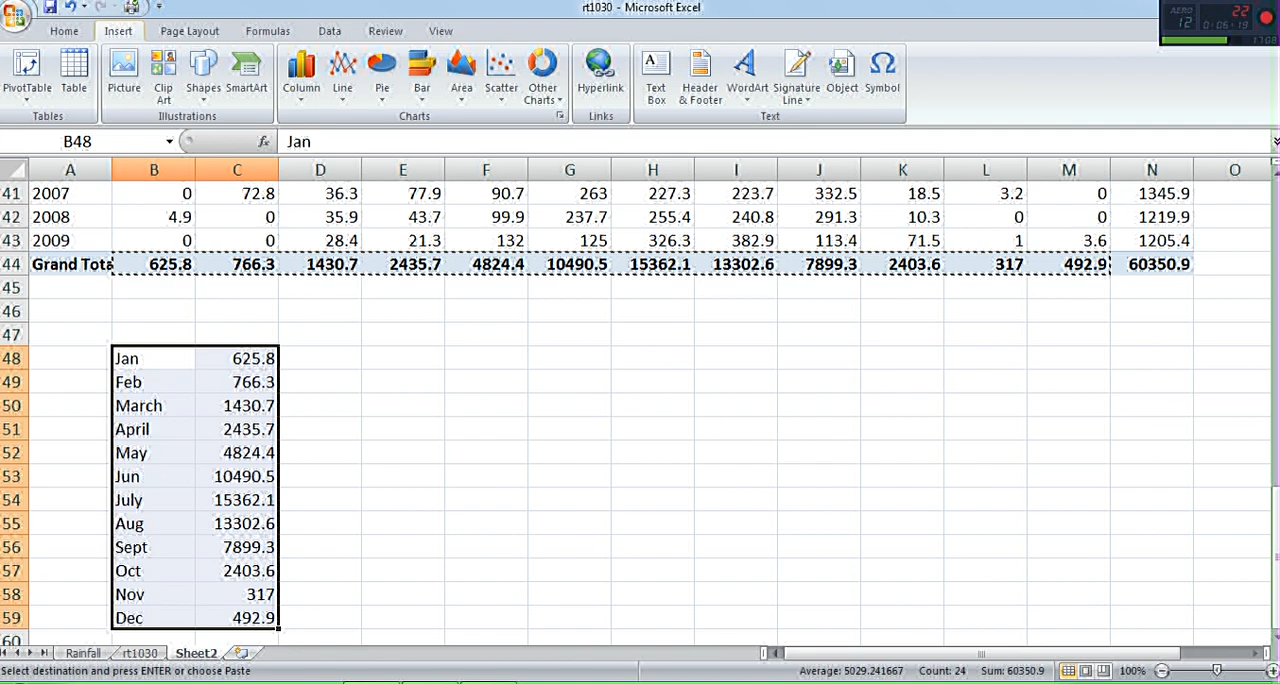 rt1030 - Microsoft Excel
AERO 12 22 0:06:19
Home Insert Page Layout Formulas Data Review View
PivotTable Table Picture Clip Art Shapes SmartArt Column Line Pie Bar Area Scatter Other Charts Hyperlink Text Box Header & Footer WordArt Signature Line Object Symbol
Tables Illustrations Charts Links Text
B48 fx Jan
A B C D E F G H I J K L M N O
41 2007 0 72.8 36.3 77.9 90.7 263 227.3 223.7 332.5 18.5 3.2 0 1345.9
42 2008 4.9 0 35.9 43.7 99.9 237.7 255.4 240.8 291.3 10.3 0 0 1219.9
43 2009 0 0 28.4 21.3 132 125 326.3 382.9 113.4 71.5 1 3.6 1205.4
44 Grand Tota 625.8 766.3 1430.7 2435.7 4824.4 10490.5 15362.1 13302.6 7899.3 2403.6 317 492.9 60350.9
45
46
47
48 Jan 625.8
49 Feb 766.3
50 March 1430.7
51 April 2435.7
52 May 4824.4
53 Jun 10490.5
54 July 15362.1
55 Aug 13302.6
56 Sept 7899.3
57 Oct 2403.6
58 Nov 317
59 Dec 492.9
60
Rainfall rt1030 Sheet2
Select destination and press ENTER or choose Paste Average: 5029.241667 Count: 24 Sum: 60350.9 100%